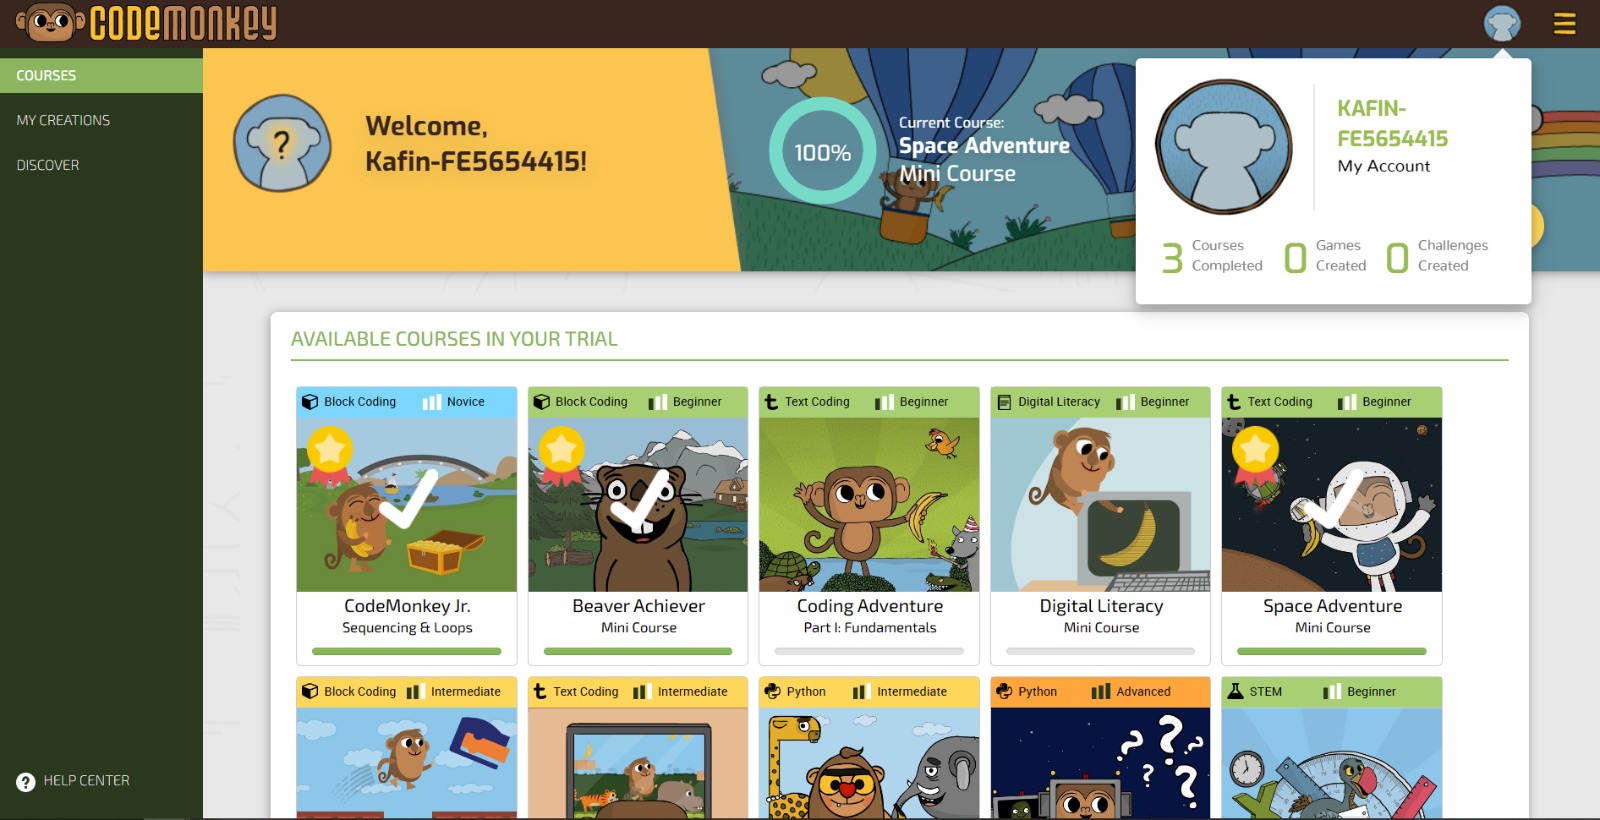 CODEMONKEY
COURSES
MY CREATIONS
DISCOVER
HELP CENTER
?
Welcome,
Kafin-FE5654415!
100%
Current Course:
Space Adventure
Mini Course
KAFIN-
FE5654415
My Account
3 Courses Completed
0 Games Created
0 Challenges Created
AVAILABLE COURSES IN YOUR TRIAL
Block Coding Novice
CodeMonkey Jr.
Sequencing & Loops
Block Coding Beginner
Beaver Achiever
Mini Course
Text Coding Beginner
Coding Adventure
Part I: Fundamentals
Digital Literacy Beginner
Digital Literacy
Mini Course
Text Coding Beginner
Space Adventure
Mini Course
Block Coding Intermediate
Text Coding Intermediate
Python Intermediate
Python Advanced
? ? ? ? ?
STEM Beginner